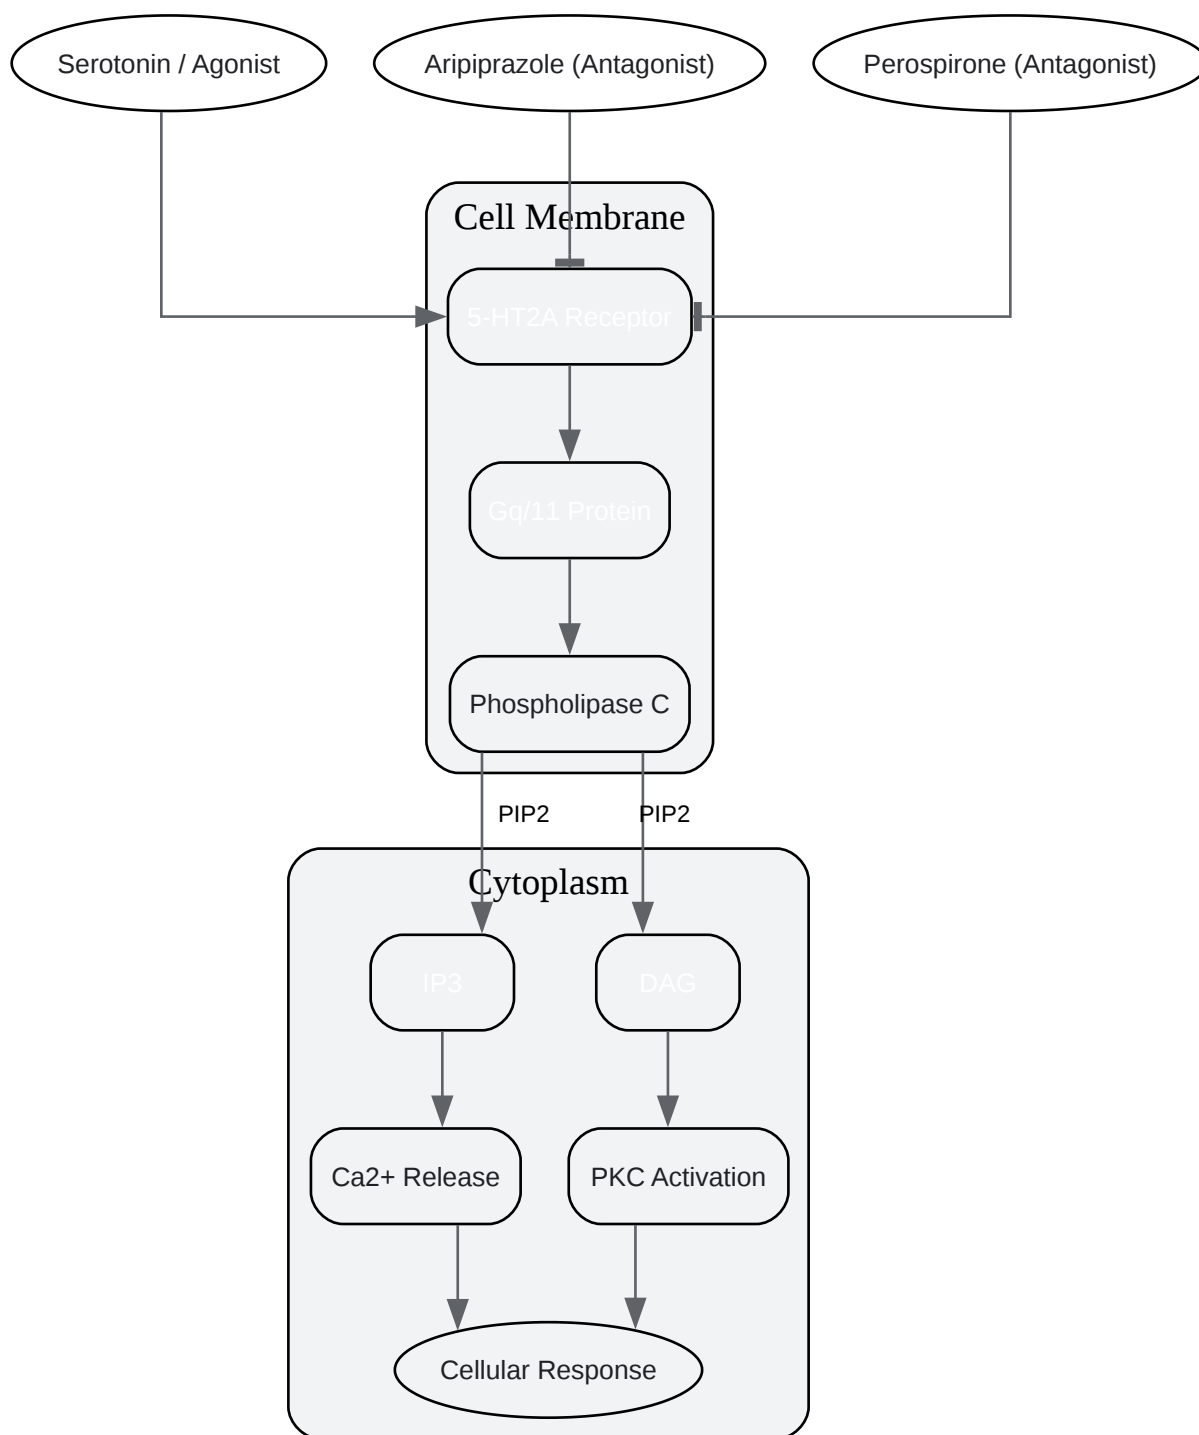 Serotonin / Agonist
Aripiprazole (Antagonist)
Perospirone (Antagonist)
Cell Membrane
5-HT2A Receptor
Gq/11 Protein
Phospholipase C
PIP2
PIP2
Cytoplasm
IP3
DAG
Ca2+ Release
PKC Activation
Cellular Response